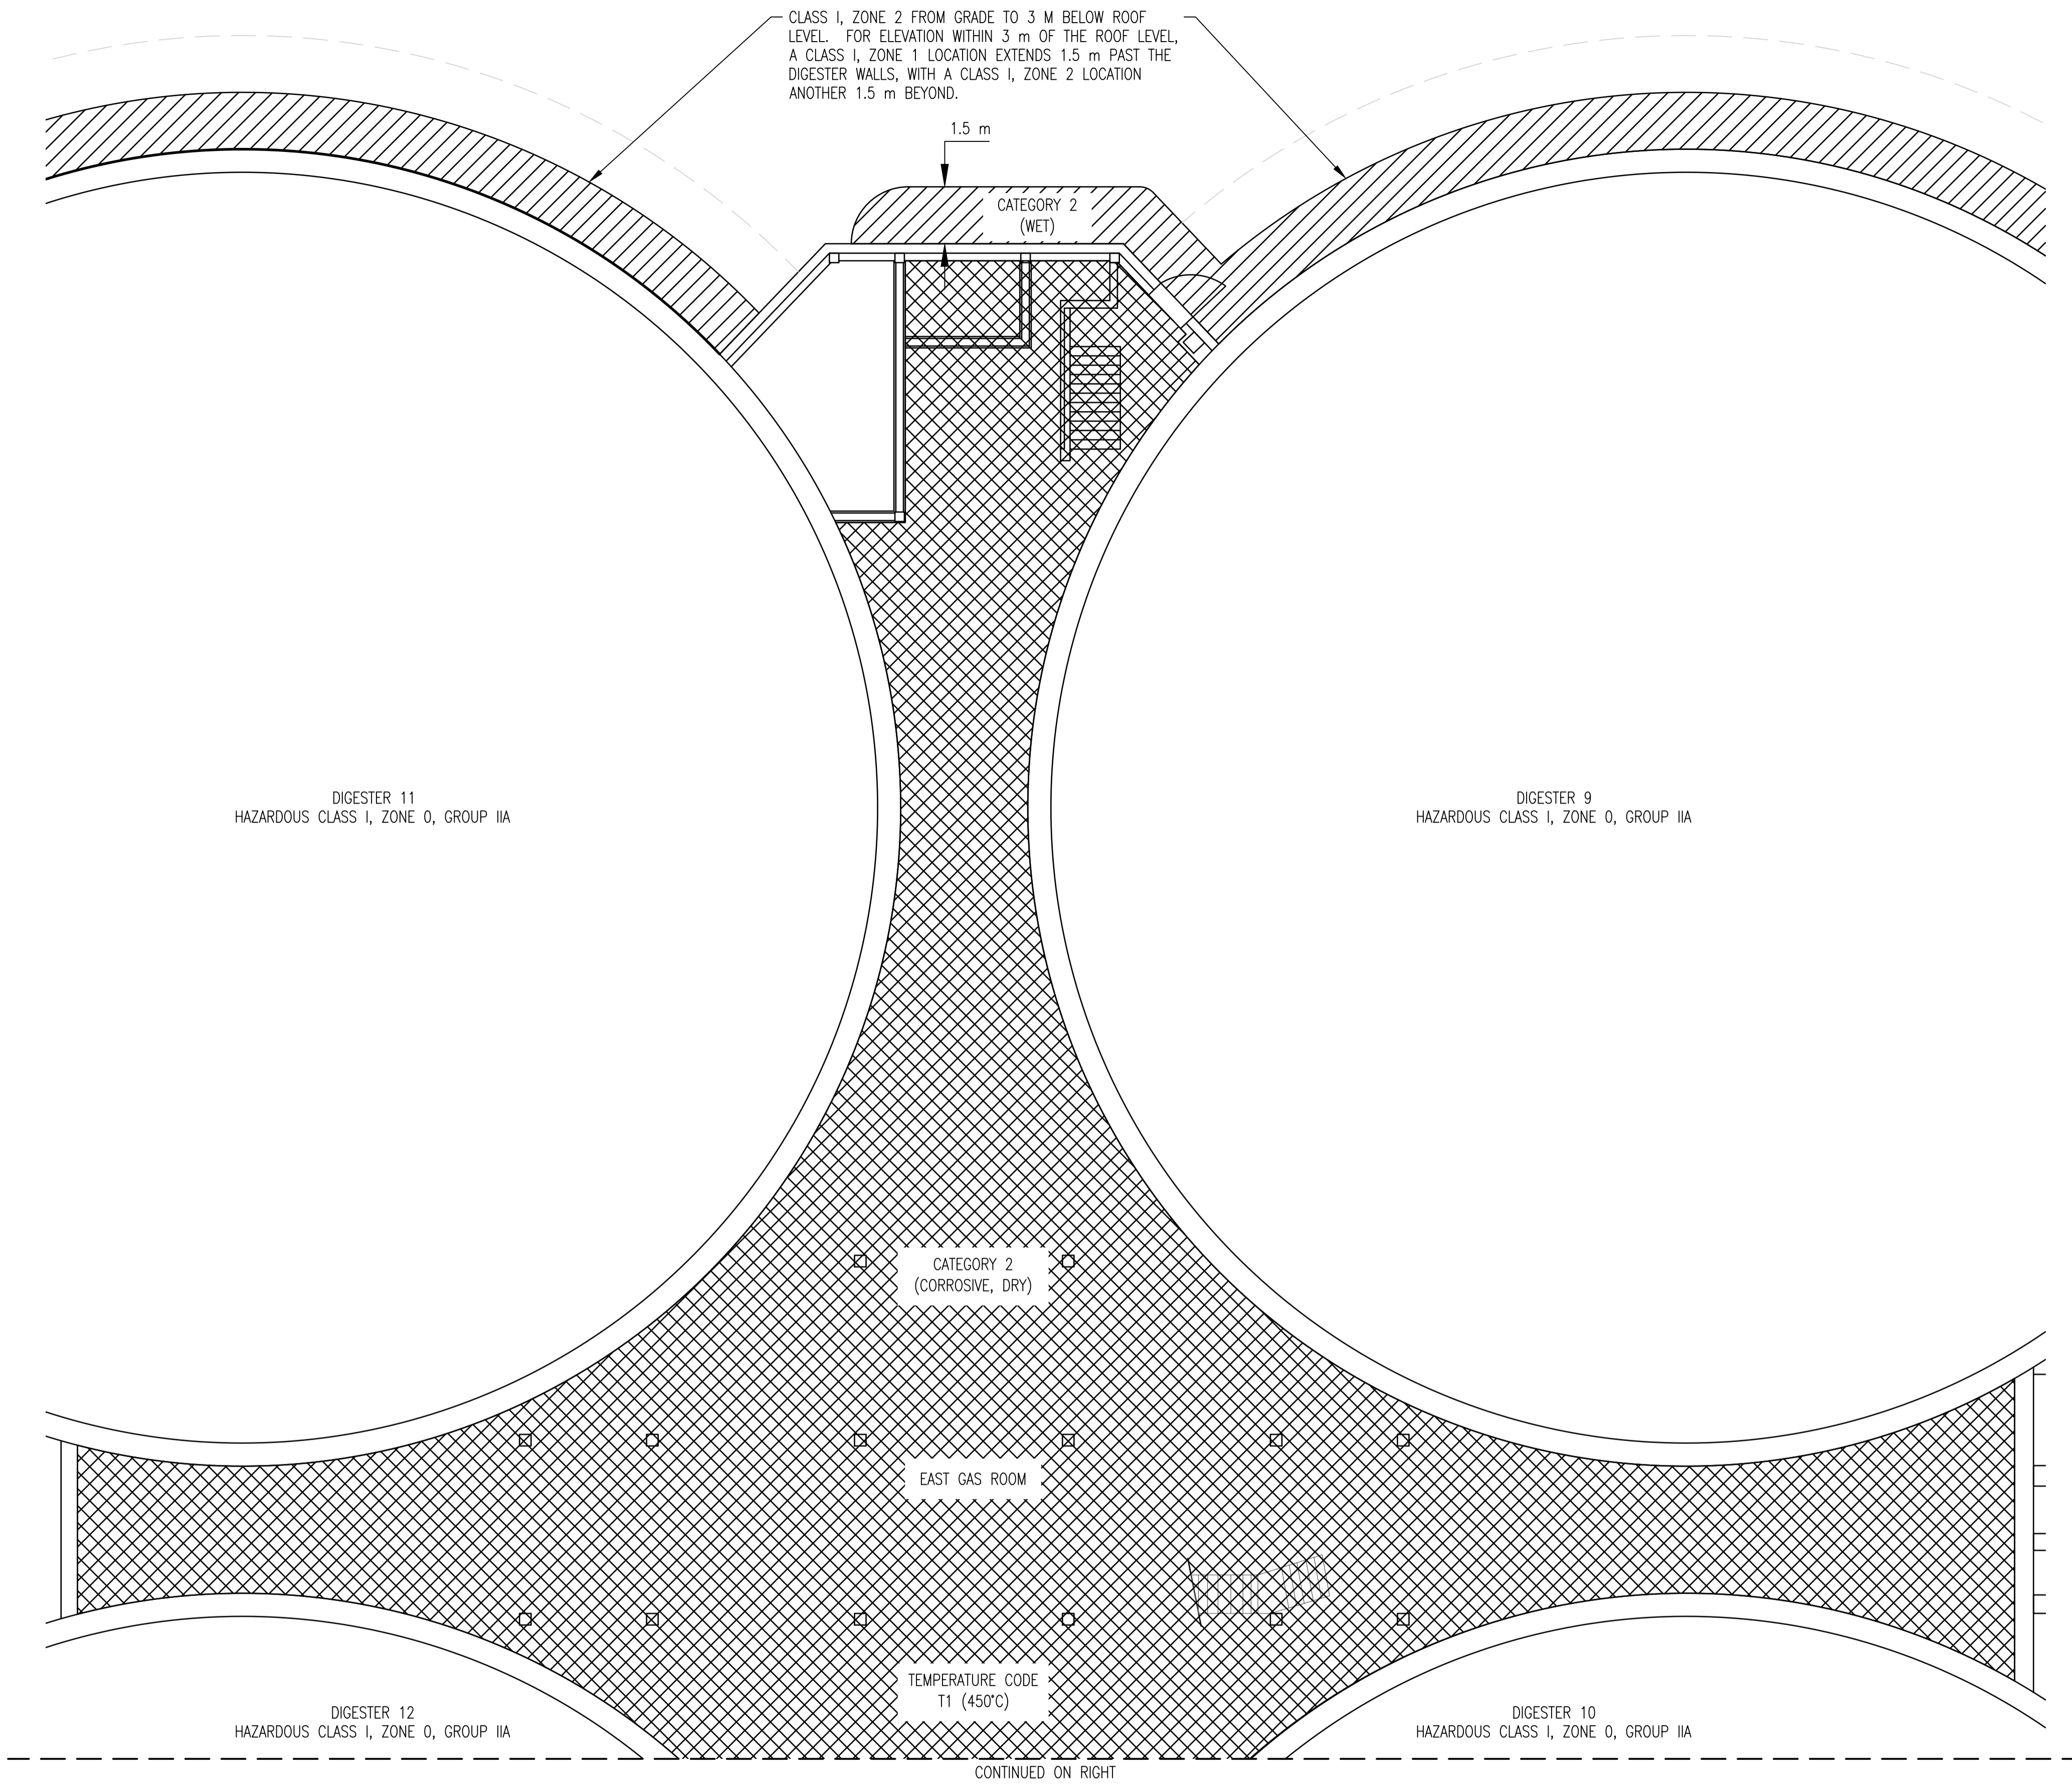 CLASS I, ZONE 2 FROM GRADE TO 3 M BELOW ROOF
LEVEL. FOR ELEVATION WITHIN 3 m OF THE ROOF LEVEL,
A CLASS I, ZONE 1 LOCATION EXTENDS 1.5 m PAST THE
DIGESTER WALLS, WITH A CLASS I, ZONE 2 LOCATION
ANOTHER 1.5 m BEYOND.
1.5 m
CATEGORY 2
(WET)
DIGESTER 11
HAZARDOUS CLASS I, ZONE 0, GROUP IIA
DIGESTER 9
HAZARDOUS CLASS I, ZONE 0, GROUP IIA
CATEGORY 2
(CORROSIVE, DRY)
EAST GAS ROOM
TEMPERATURE CODE
T1 (450°C)
DIGESTER 12
HAZARDOUS CLASS I, ZONE 0, GROUP IIA
DIGESTER 10
HAZARDOUS CLASS I, ZONE 0, GROUP IIA
CONTINUED ON RIGHT